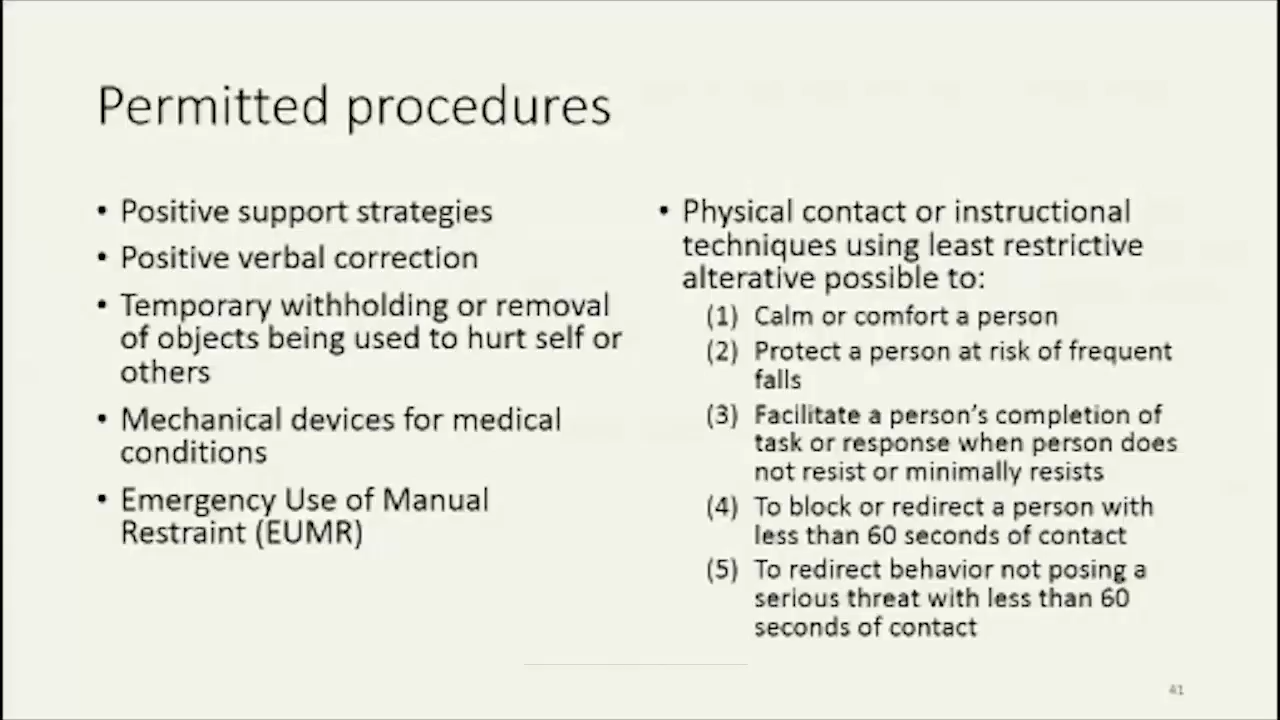 Permitted procedures
• Positive support strategies
• Positive verbal correction
• Temporary withholding or removal
of objects being used to hurt self or
others
• Mechanical devices for medical
conditions
• Emergency Use of Manual
Restraint (EUMR)
• Physical contact or instructional
techniques using least restrictive
alterative possible to:
(1) Calm or comfort a person
(2) Protect a person at risk of frequent
falls
(3) Facilitate a person's completion of
task or response when person does
not resist or minimally resists
(4) To block or redirect a person with
less than 60 seconds of contact
(5) To redirect behavior not posing a
serious threat with less than 60
seconds of contact
41